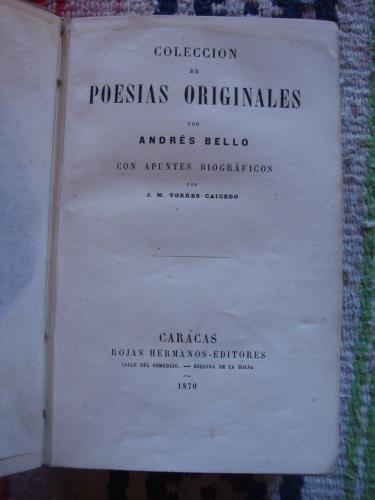 COLECCION
DE
POESIAS ORIGINALES
POR
ANDRÉS BELLO
CON APUNTES BIOGRÁFICOS
POR
J. M. TORRES CAICEDO
CARÁCAS
ROJAS HERMANOS-EDITORES
CALLE DEL COMERCIO. — ESQUINA DE LA BOLSA
1870